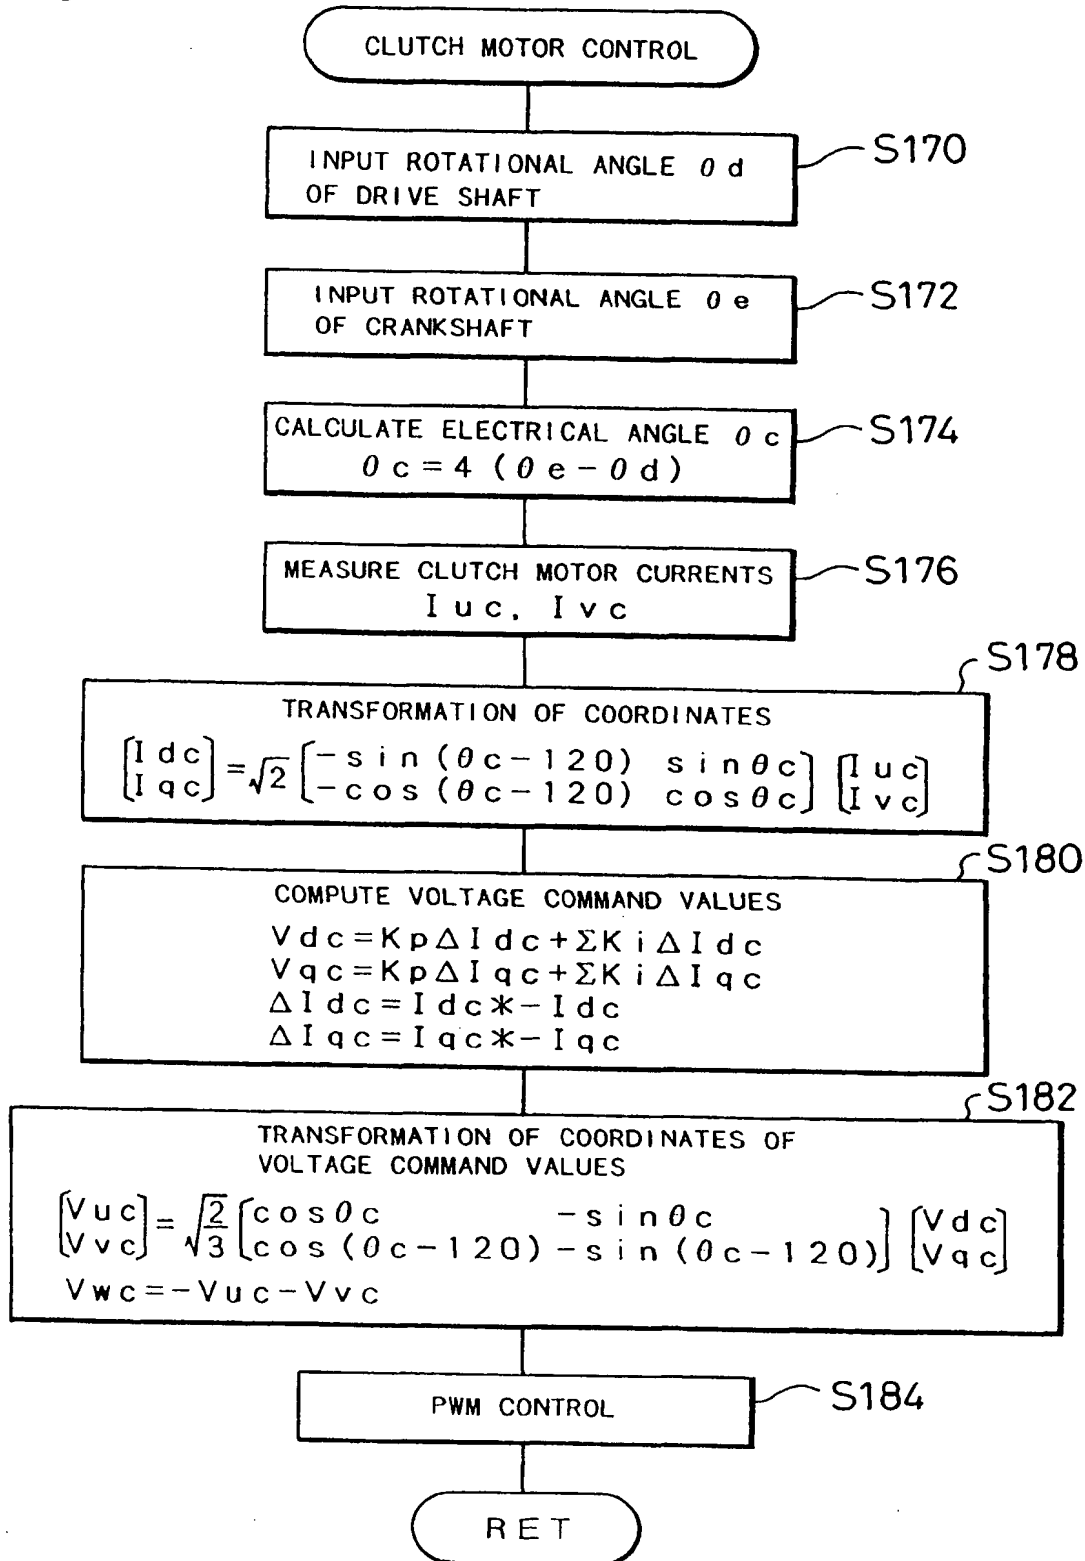 CLUTCH MOTOR CONTROL
INPUT ROTATIONAL ANGLE θd
OF DRIVE SHAFT
S170
INPUT ROTATIONAL ANGLE θe
OF CRANKSHAFT
S172
CALCULATE ELECTRICAL ANGLE θc
θc=4(θe-θd)
S174
MEASURE CLUTCH MOTOR CURRENTS
Iuc, Ivc
S176
S178
TRANSFORMATION OF COORDINATES
[Idc] = √2 [-sin(θc-120) sinθc] [Iuc]
[Iqc] [-cos(θc-120) cosθc] [Ivc]
S180
COMPUTE VOLTAGE COMMAND VALUES
Vdc=KpΔIdc+ΣKiΔIdc
Vqc=KpΔIqc+ΣKiΔIqc
ΔIdc=Idc*-Idc
ΔIqc=Iqc*-Iqc
S182
TRANSFORMATION OF COORDINATES OF
VOLTAGE COMMAND VALUES
[Vuc] = √2/3 [cosθc -sinθc] [Vdc]
[Vvc] [cos(θc-120) -sin(θc-120)] [Vqc]
Vwc=-Vuc-Vvc
PWM CONTROL
S184
RET